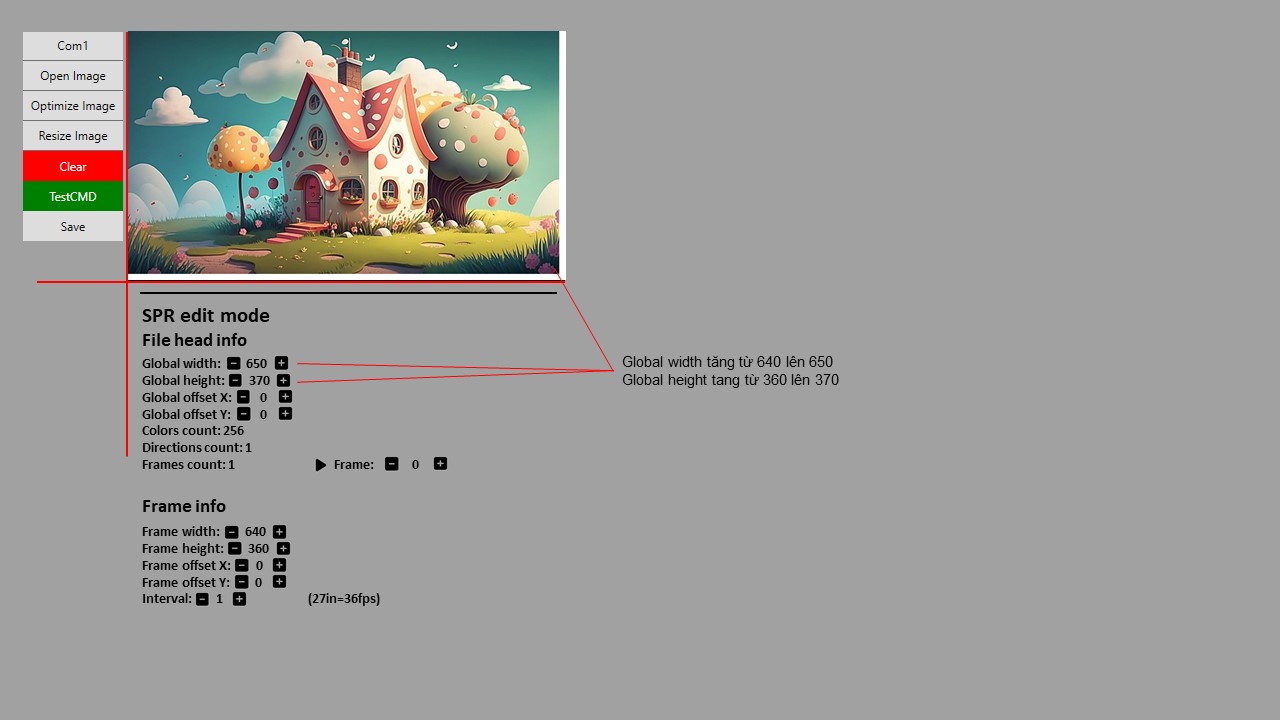 Com1
Open Image
Optimize Image
Resize Image
Clear
TestCMD
Save
SPR edit mode
File head info
Global width: 650
Global height: 370
Global offset X: 0
Global offset Y: 0
Colors count: 256
Directions count: 1
Frames count: 1 Frame: 0
Global width tăng từ 640 lên 650
Global height tang từ 360 lên 370
Frame info
Frame width: 640
Frame height: 360
Frame offset X: 0
Frame offset Y: 0
Interval: 1 (27in=36fps)